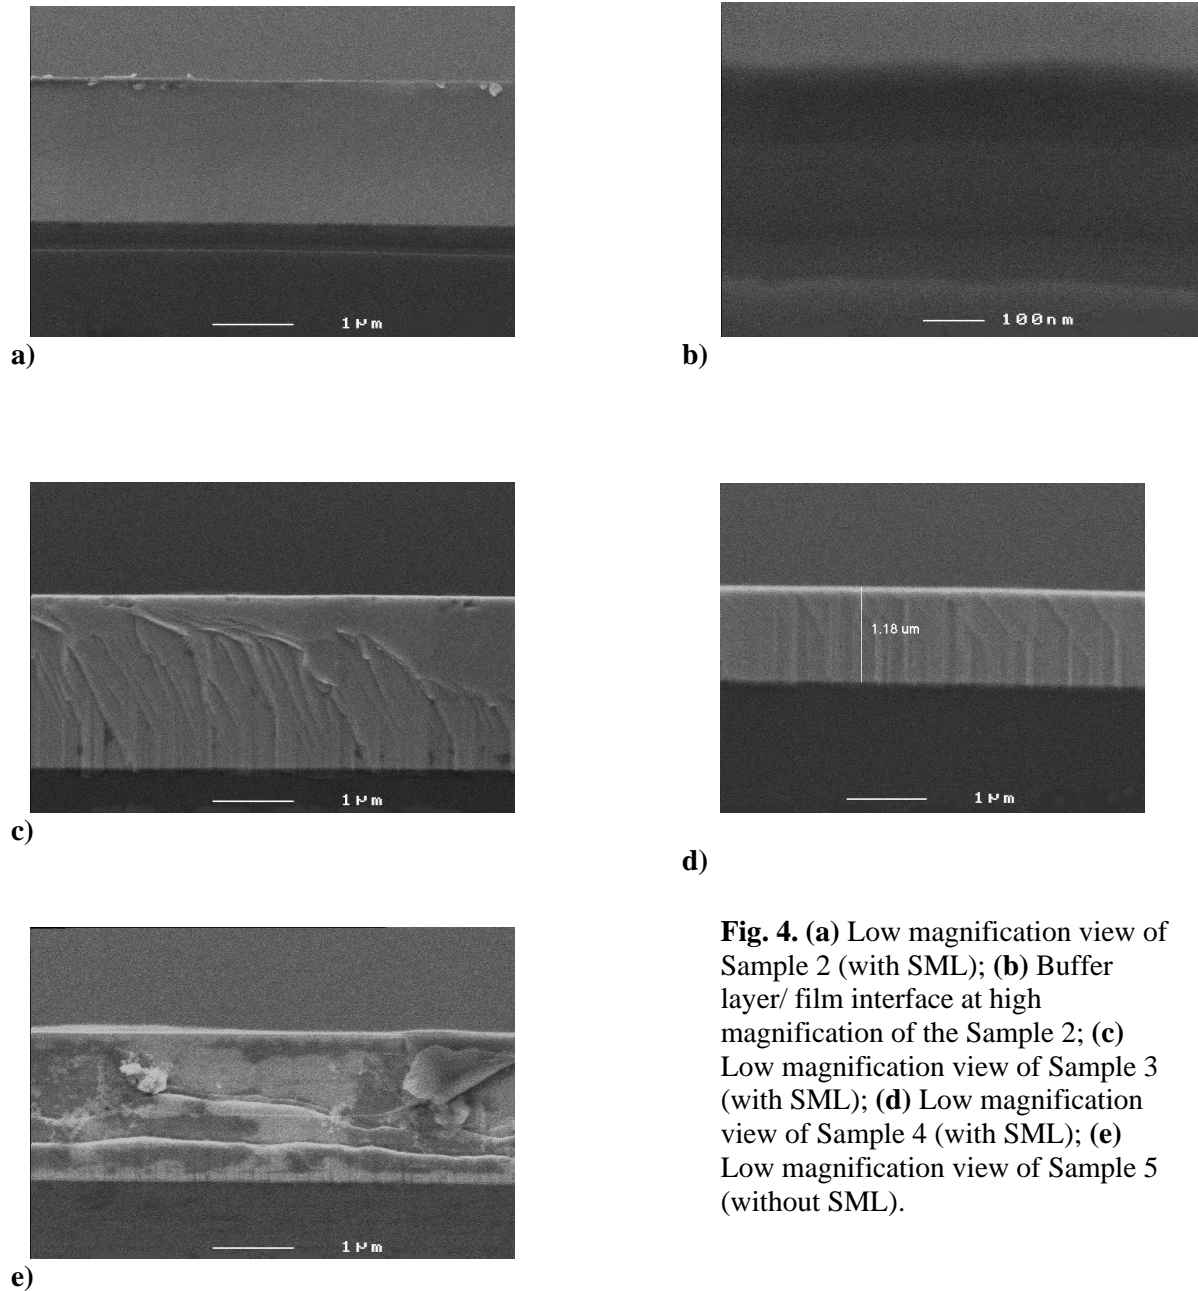 1 µm
a)
100nm
b)
1 µm
c)
1.18 um
1 µm
d)
Fig. 4. (a) Low magnification view of
Sample 2 (with SML); (b) Buffer
layer/ film interface at high
magnification of the Sample 2; (c)
Low magnification view of Sample 3
(with SML); (d) Low magnification
view of Sample 4 (with SML); (e)
Low magnification view of Sample 5
(without SML).
1 µm
e)